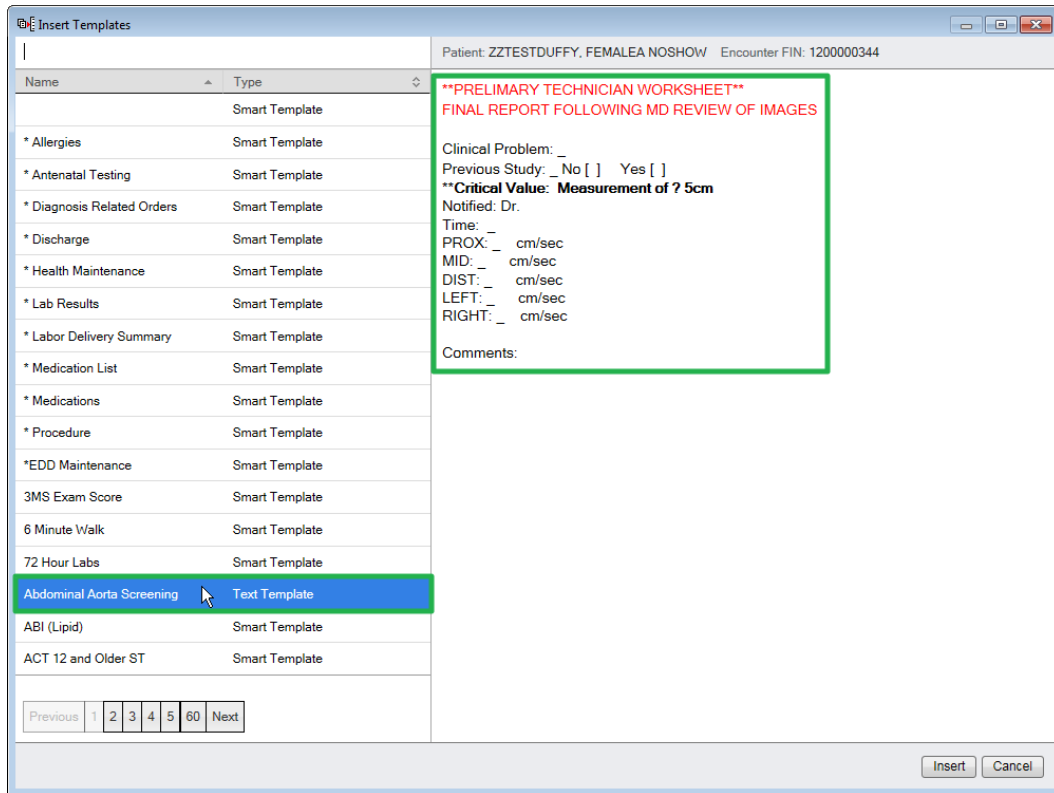 Insert Templates
Patient: ZZTESTDUFFY, FEMALEA NOSHOW Encounter FIN: 1200000344
Name Type
Smart Template
* Allergies Smart Template
* Antenatal Testing Smart Template
* Diagnosis Related Orders Smart Template
* Discharge Smart Template
* Health Maintenance Smart Template
* Lab Results Smart Template
* Labor Delivery Summary Smart Template
* Medication List Smart Template
* Medications Smart Template
* Procedure Smart Template
*EDD Maintenance Smart Template
3MS Exam Score Smart Template
6 Minute Walk Smart Template
72 Hour Labs Smart Template
Abdominal Aorta Screening Text Template
ABI (Lipid) Smart Template
ACT 12 and Older ST Smart Template
Previous 1 2 3 4 5 60 Next
**PRELIMARY TECHNICIAN WORKSHEET**
FINAL REPORT FOLLOWING MD REVIEW OF IMAGES
Clinical Problem: _
Previous Study: _ No [ ] Yes [ ]
**Critical Value: Measurement of ? 5cm
Notified: Dr.
Time: _
PROX: _ cm/sec
MID: _ cm/sec
DIST: _ cm/sec
LEFT: _ cm/sec
RIGHT: _ cm/sec
Comments:
Insert Cancel